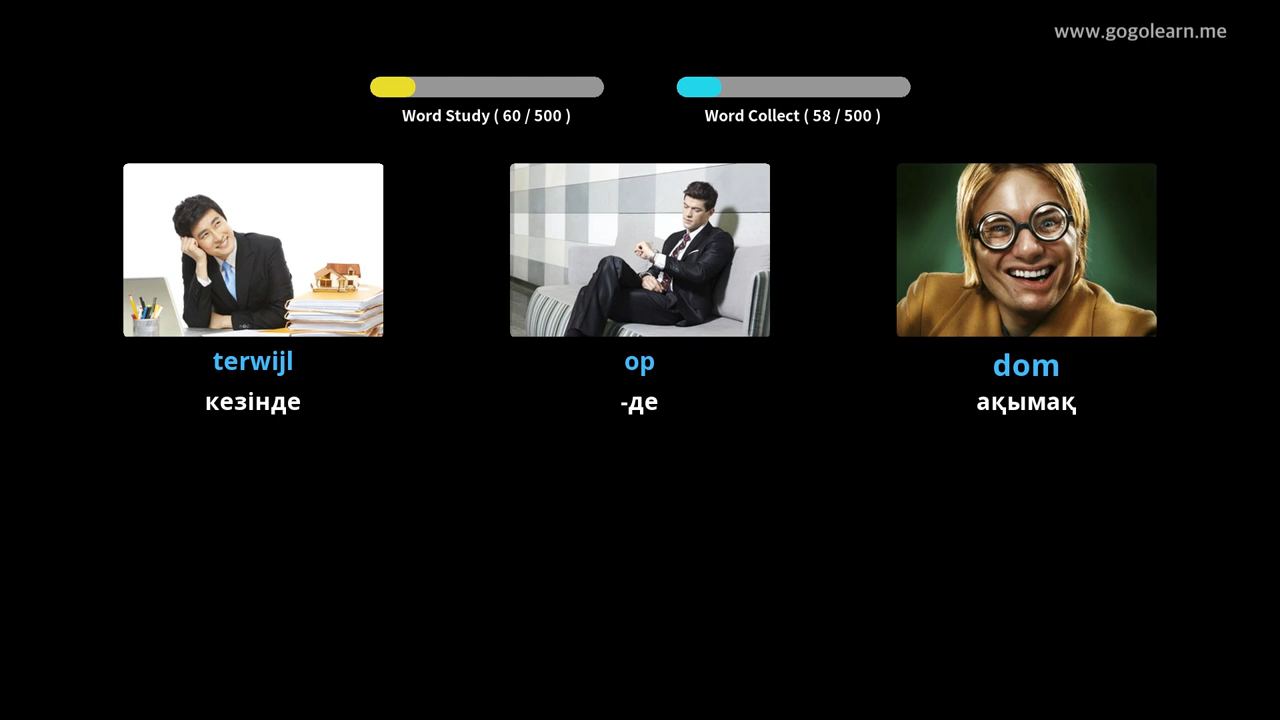 www.gogolearn.me
Word Study ( 60 / 500 )
Word Collect ( 58 / 500 )
terwijl
op
dom
кезінде
-де
ақымақ